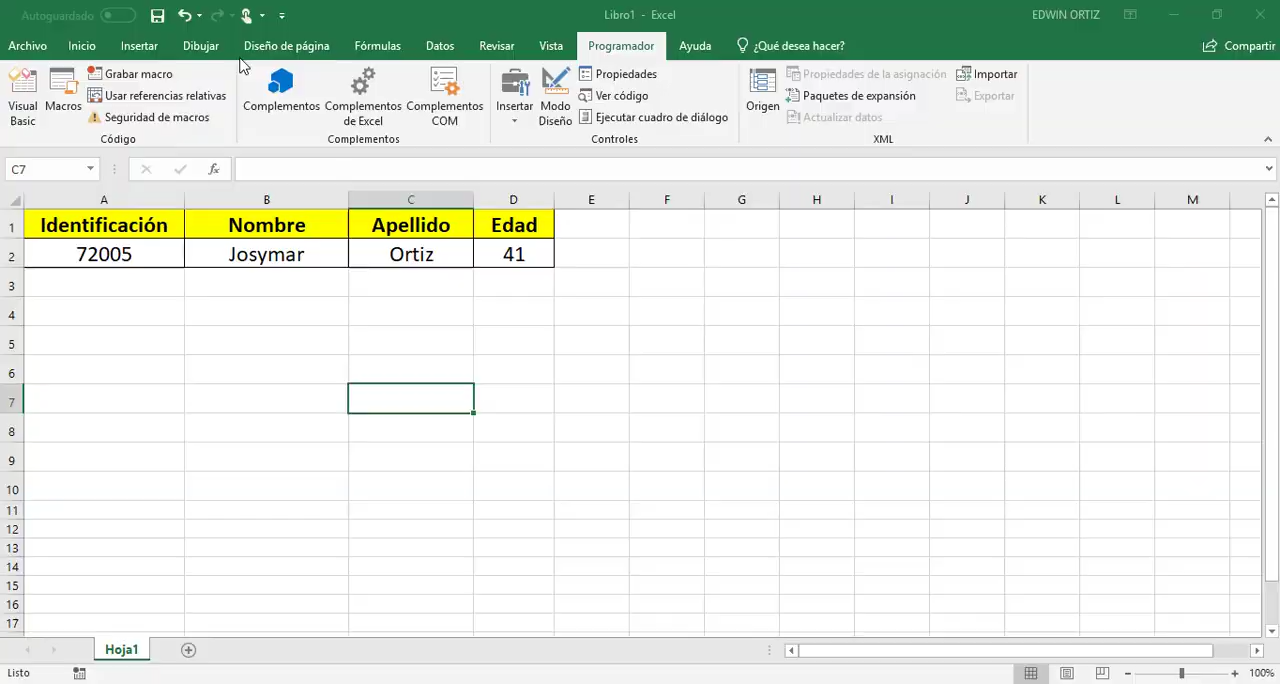 Autoguardado
Libro1 - Excel
EDWIN ORTIZ
Archivo Inicio Insertar Dibujar Diseño de página Fórmulas Datos Revisar Vista Programador Ayuda ¿Qué desea hacer? Compartir
Visual Basic
Macros
Grabar macro
Usar referencias relativas
Seguridad de macros
Código
Complementos
Complementos de Excel
Complementos COM
Complementos
Insertar
Modo Diseño
Propiedades
Ver código
Ejecutar cuadro de diálogo
Controles
Origen
Propiedades de la asignación
Paquetes de expansión
Actualizar datos
Importar
Exportar
XML
C7
fx
A B C D E F G H I J K L M
1 Identificación Nombre Apellido Edad
2 72005 Josymar Ortiz 41
3
4
5
6
7
8
9
10
11
12
13
14
15
16
17
Hoja1
Listo
100%